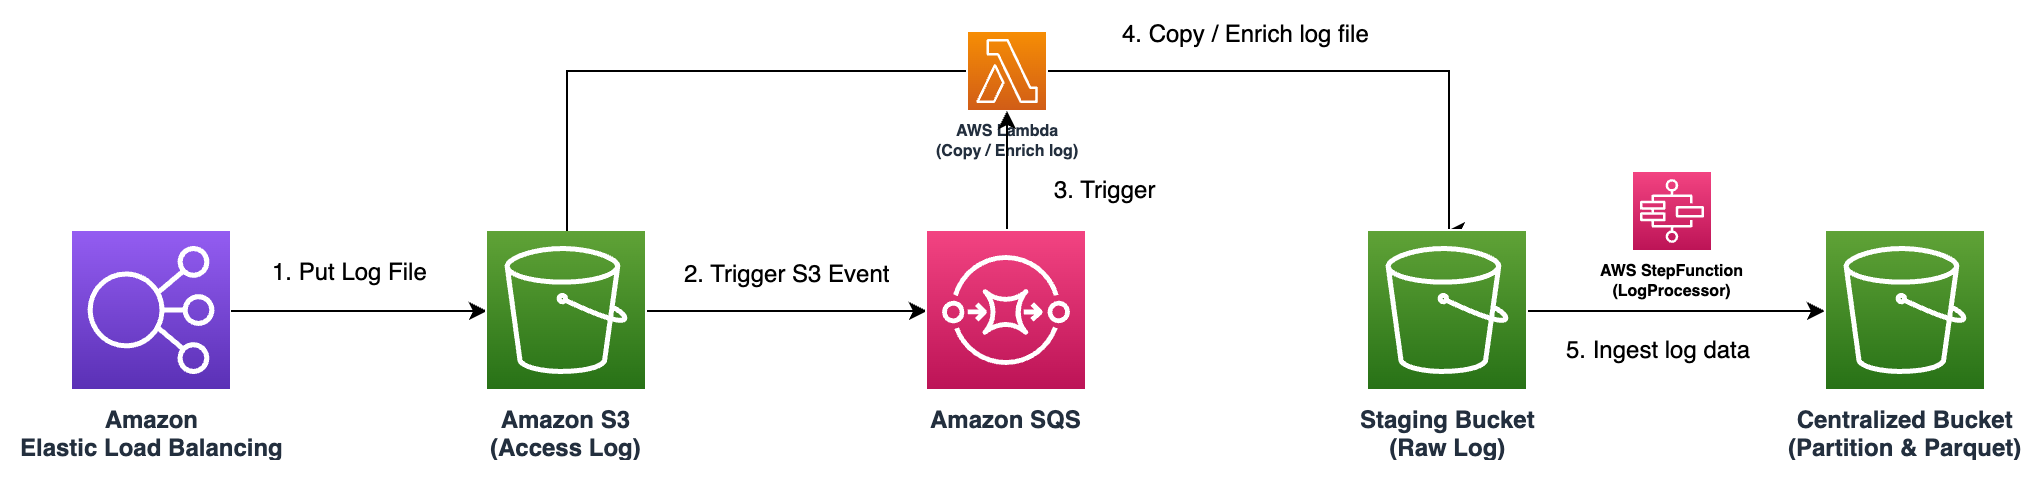 4. Copy / Enrich log file
AWS Lambda
(Copy / Enrich log)
3. Trigger
1. Put Log File
2. Trigger S3 Event
AWS StepFunction
(LogProcessor)
5. Ingest log data
Amazon
Elastic Load Balancing
Amazon S3
(Access Log)
Amazon SQS
Staging Bucket
(Raw Log)
Centralized Bucket
(Partition & Parquet)